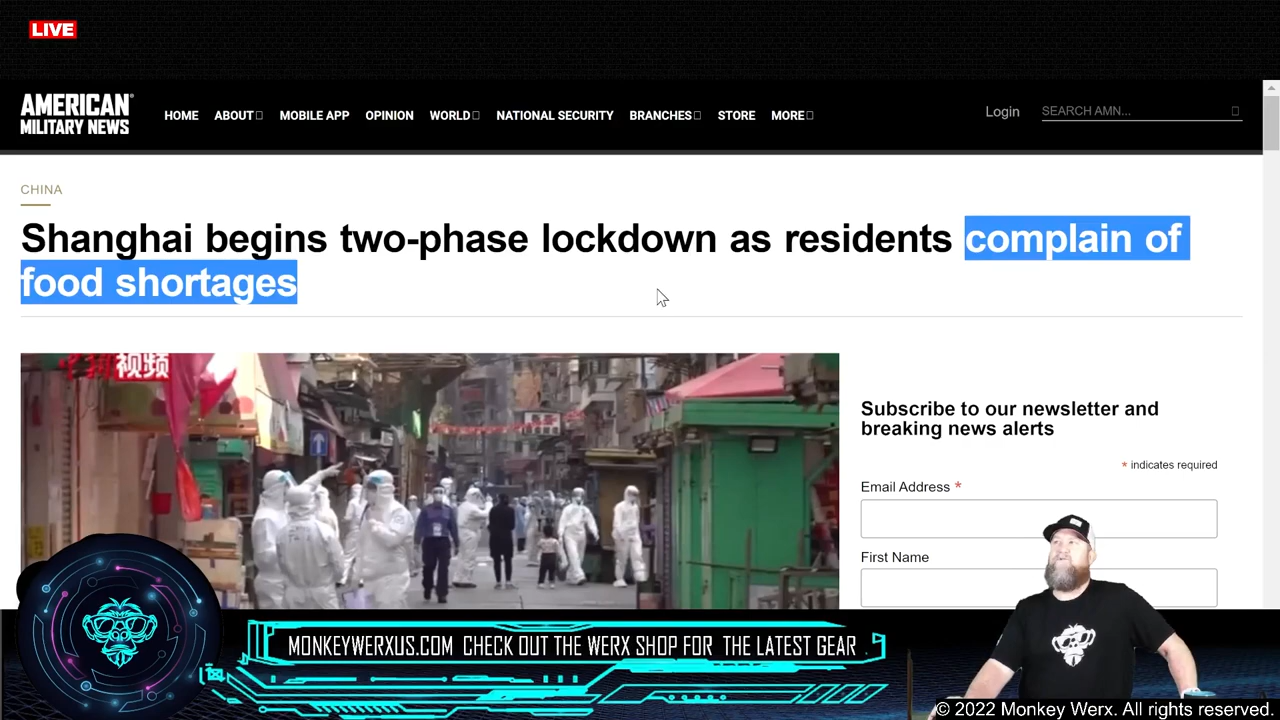 LIVE
AMERICAN
MILITARY NEWS
HOME ABOUT MOBILE APP OPINION WORLD NATIONAL SECURITY BRANCHES STORE MORE
Login SEARCH AMN...
CHINA
Shanghai begins two-phase lockdown as residents complain of
food shortages
视频
Subscribe to our newsletter and
breaking news alerts
* indicates required
Email Address *
First Name
MONKEYWERXUS.COM CHECK OUT THE WERX SHOP FOR THE LATEST GEAR
© 2022 Monkey Werx. All rights reserved.